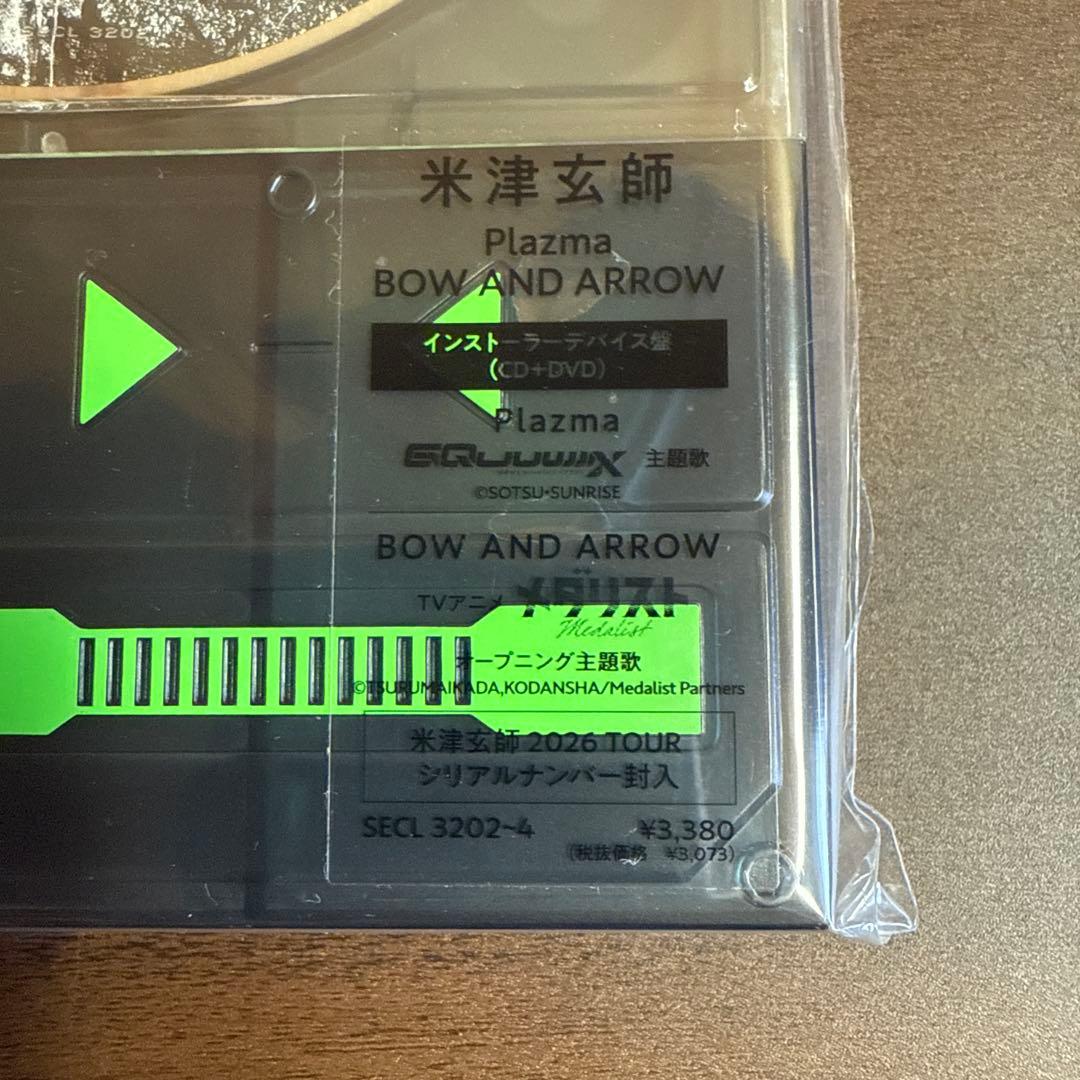 SECL 3202
米津玄師
Plazma
BOW AND ARROW
インストーラーデバイス盤
(CD+DVD)
Plazma
GQuuuuuuX 主題歌
©SOTSU・SUNRISE
BOW AND ARROW
TVアニメ メダリスト
Medalist
オープニング主題歌
©TSURUMAIKADA,KODANSHA/Medalist Partners
米津玄師 2026 TOUR
シリアルナンバー封入
SECL 3202~4 ¥3,380
(税抜価格 ¥3,073)